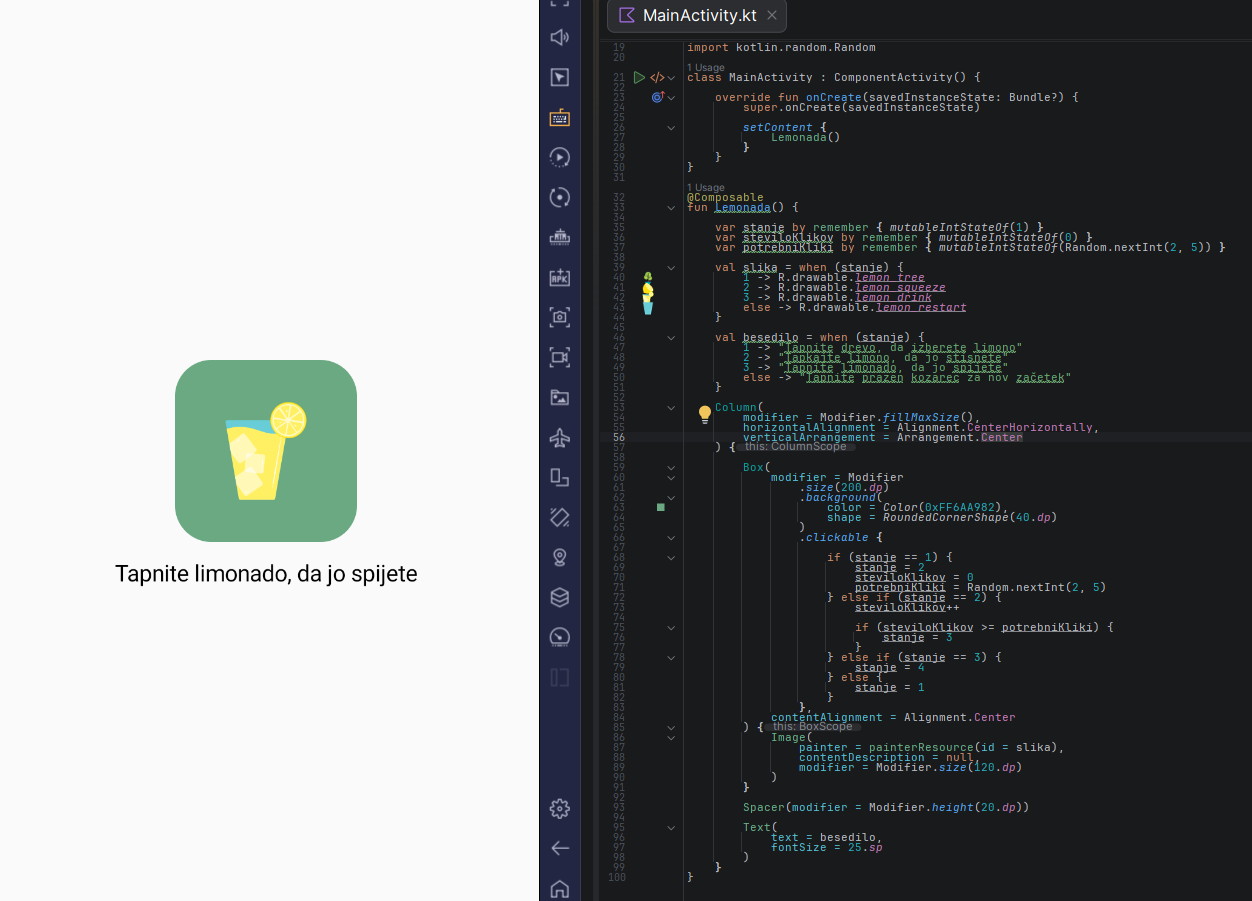 Tapnite limonado, da jo spijete
MainActivity.kt
19 import kotlin.random.Random
20
1 Usage
21 class MainActivity : ComponentActivity() {
22
23 override fun onCreate(savedInstanceState: Bundle?) {
24 super.onCreate(savedInstanceState)
25
26 setContent {
27 Lemonada()
28 }
29 }
30 }
31
1 Usage
32 @Composable
33 fun Lemonada() {
34
35 var stanje by remember { mutableIntStateOf(1) }
36 var steviloKlikov by remember { mutableIntStateOf(0) }
37 var potrebniKliki by remember { mutableIntStateOf(Random.nextInt(2, 5)) }
38
39 val slika = when (stanje) {
40 1 -> R.drawable.lemon_tree
41 2 -> R.drawable.lemon_squeeze
42 3 -> R.drawable.lemon_drink
43 else -> R.drawable.lemon_restart
44 }
45
46 val besedilo = when (stanje) {
47 1 -> "Tapnite drevo, da izberete limono"
48 2 -> "Tapkajte limono, da jo stisnete"
49 3 -> "Tapnite limonado, da jo spijete"
50 else -> "Tapnite prazen kozarec za nov začetek"
51 }
52
53 Column(
54 modifier = Modifier.fillMaxSize(),
55 horizontalAlignment = Alignment.CenterHorizontally,
56 verticalArrangement = Arrangement.Center
57 ) { this: ColumnScope
58
59 Box(
60 modifier = Modifier
61 .size(200.dp)
62 .background(
63 color = Color(0xFF6AA982),
64 shape = RoundedCornerShape(40.dp)
65 )
66 .clickable {
67
68 if (stanje == 1) {
69 stanje = 2
70 steviloKlikov = 0
71 potrebniKliki = Random.nextInt(2, 5)
72 } else if (stanje == 2) {
73 steviloKlikov++
74
75 if (steviloKlikov >= potrebniKliki) {
76 stanje = 3
77 }
78 } else if (stanje == 3) {
79 stanje = 4
80 } else {
81 stanje = 1
82 }
83 },
84 contentAlignment = Alignment.Center
85 ) { this: BoxScope
86 Image(
87 painter = painterResource(id = slika),
88 contentDescription = null,
89 modifier = Modifier.size(120.dp)
90 )
91 }
92
93 Spacer(modifier = Modifier.height(20.dp))
94
95 Text(
96 text = besedilo,
97 fontSize = 25.sp
98 )
99 }
100 }